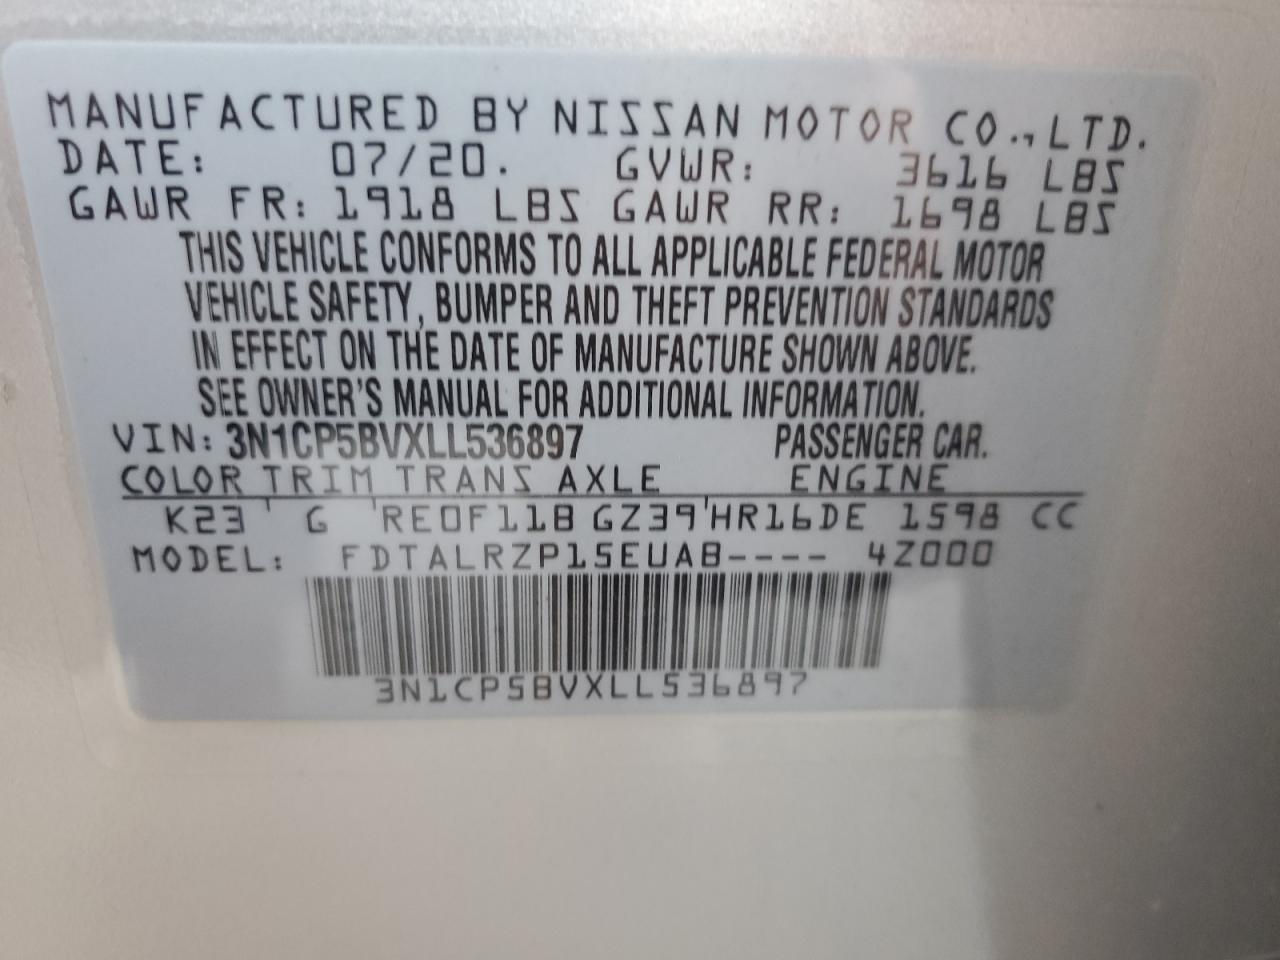 MANUFACTURED BY NISSAN MOTOR CO., LTD.
DATE: 07/20. GVWR: 3616 LBS
GAWR FR: 1918 LBS GAWR RR: 1698 LBS
THIS VEHICLE CONFORMS TO ALL APPLICABLE FEDERAL MOTOR
VEHICLE SAFETY, BUMPER AND THEFT PREVENTION STANDARDS
IN EFFECT ON THE DATE OF MANUFACTURE SHOWN ABOVE.
SEE OWNER'S MANUAL FOR ADDITIONAL INFORMATION.
VIN: 3N1CP5BVXLL536897 PASSENGER CAR.
COLOR TRIM TRANS AXLE ENGINE
K23 ' G 'RE0F11B GZ39'HR16DE 1598 CC
MODEL: FDTALRZP15EUAB---- 4Z000
3N1CP5BVXLL536897